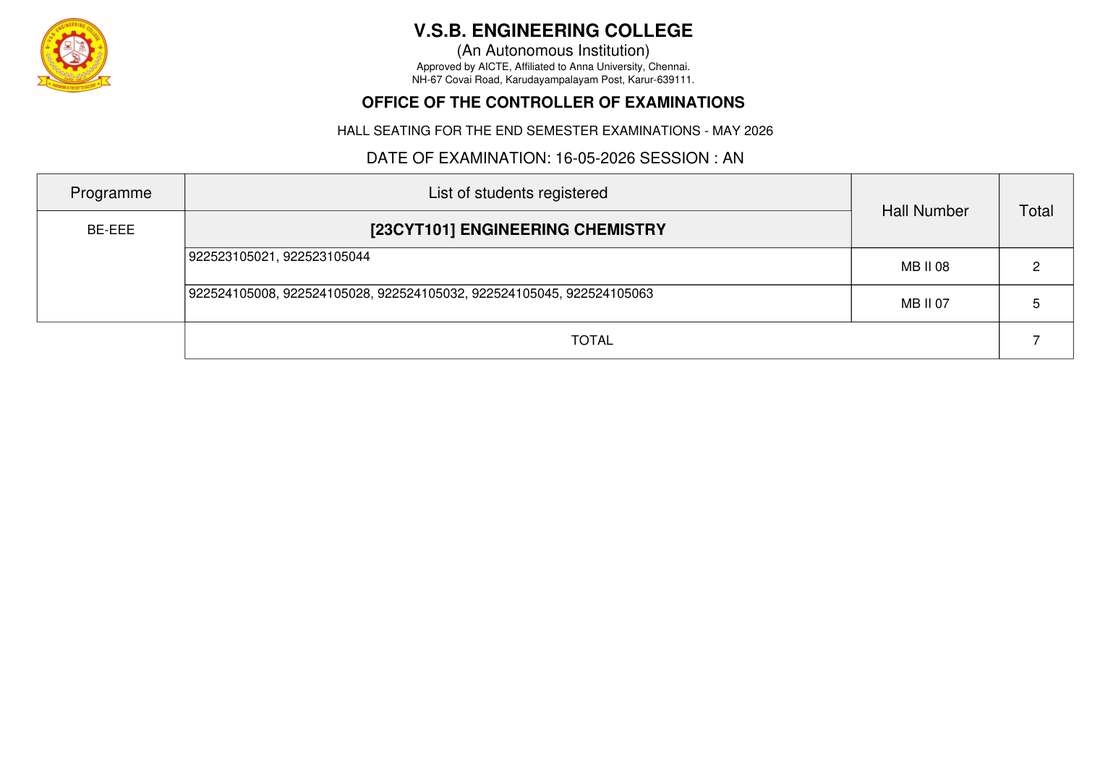 V.S.B. ENGINEERING COLLEGE
(An Autonomous Institution)
Approved by AICTE, Affiliated to Anna University, Chennai.
NH-67 Covai Road, Karudayampalayam Post, Karur-639111.
OFFICE OF THE CONTROLLER OF EXAMINATIONS
HALL SEATING FOR THE END SEMESTER EXAMINATIONS - MAY 2026
DATE OF EXAMINATION: 16-05-2026 SESSION : AN
Programme List of students registered Hall Number Total
BE-EEE [23CYT101] ENGINEERING CHEMISTRY
922523105021, 922523105044 MB II 08 2
922524105008, 922524105028, 922524105032, 922524105045, 922524105063 MB II 07 5
TOTAL 7